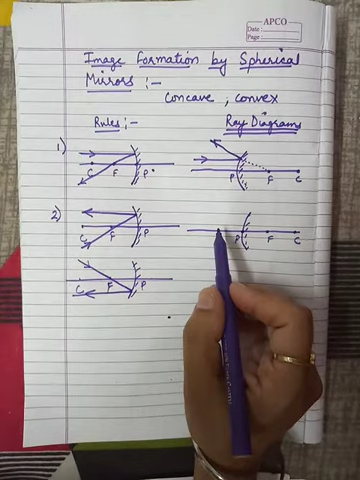 APCO
Date :
Page :
Image Formation by Spherical
Mirrors :-
Concave , convex
Rules :-
Ray Diagrams
1)
C F P
P F C
2)
C F P
P F C
C F P